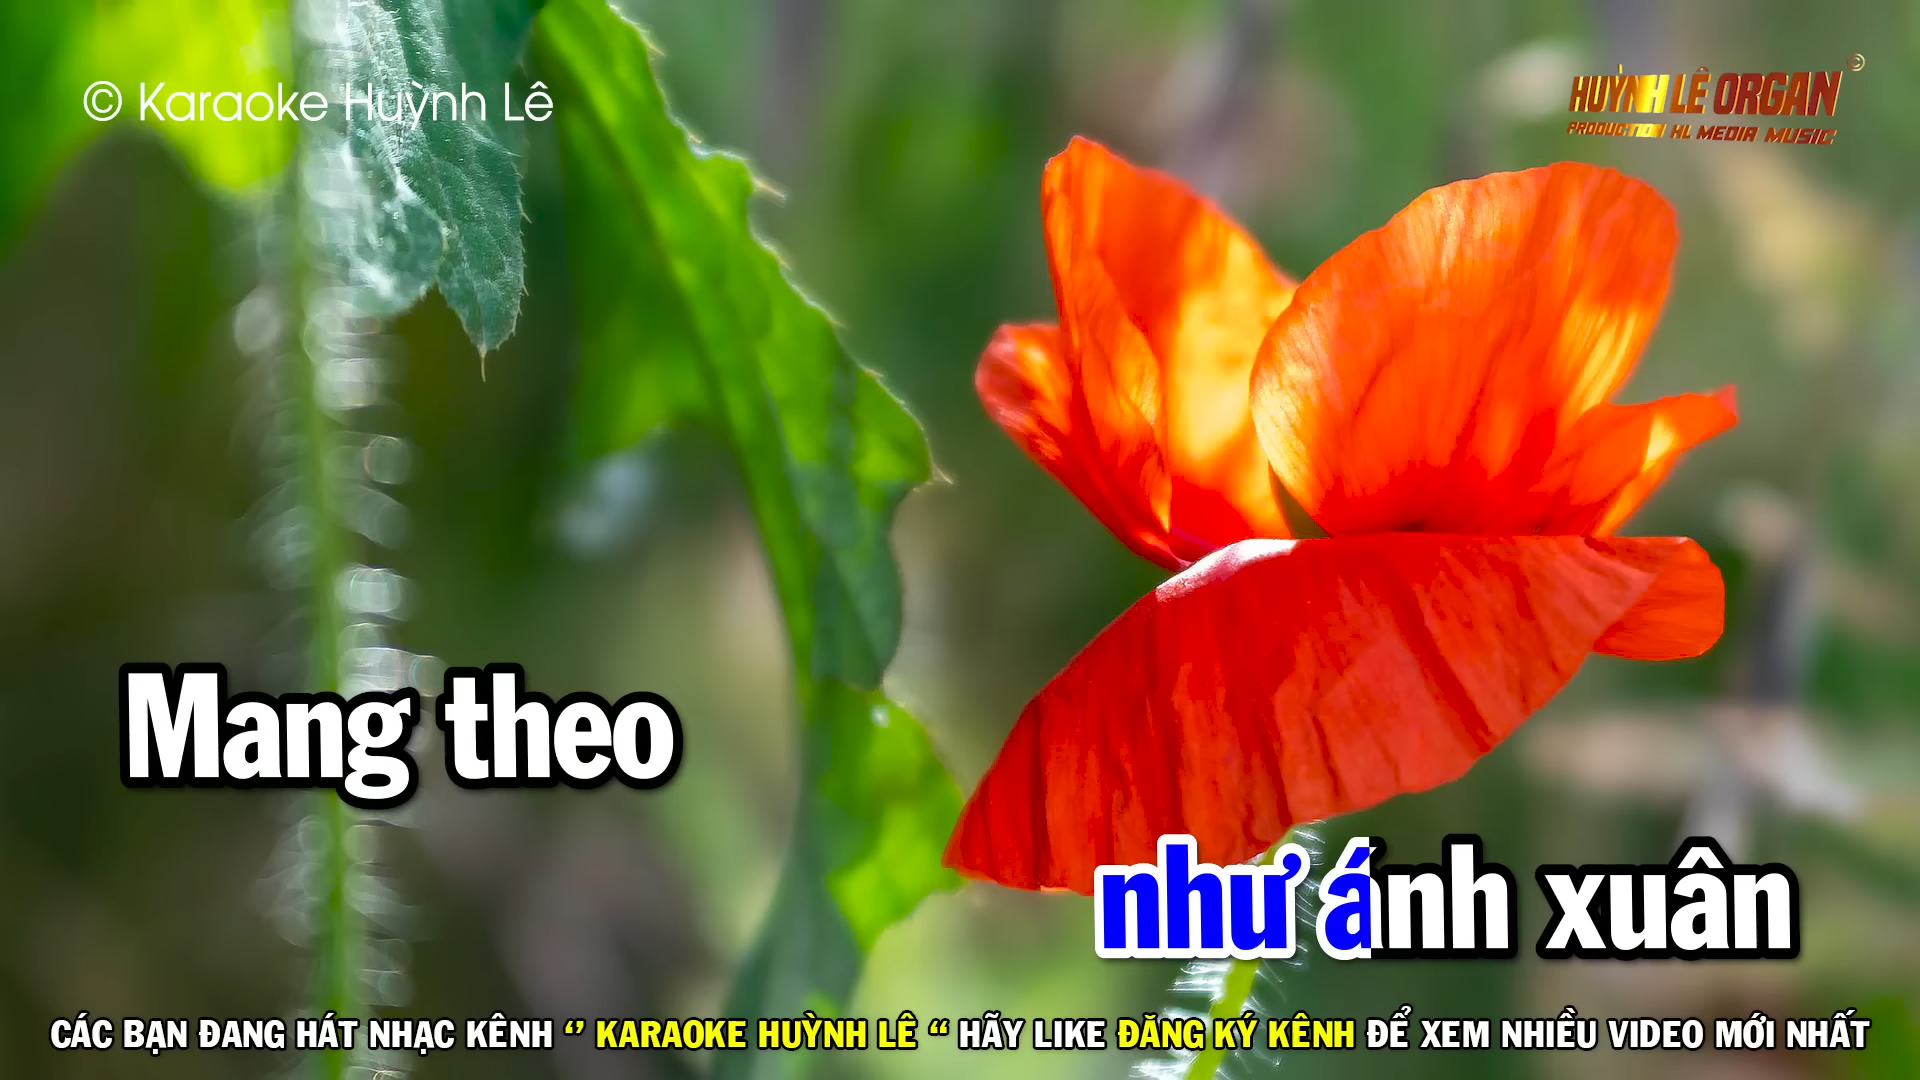 © Karaoke Huỳnh Lê
HUỲNH LÊ ORGAN ©
PRODUCTION HL MEDIA MUSIC
Mang theo
như ánh xuân
CÁC BẠN ĐANG HÁT NHẠC KÊNH “ KARAOKE HUỲNH LÊ “ HÃY LIKE ĐĂNG KÝ KÊNH ĐỂ XEM NHIỀU VIDEO MỚI NHẤT